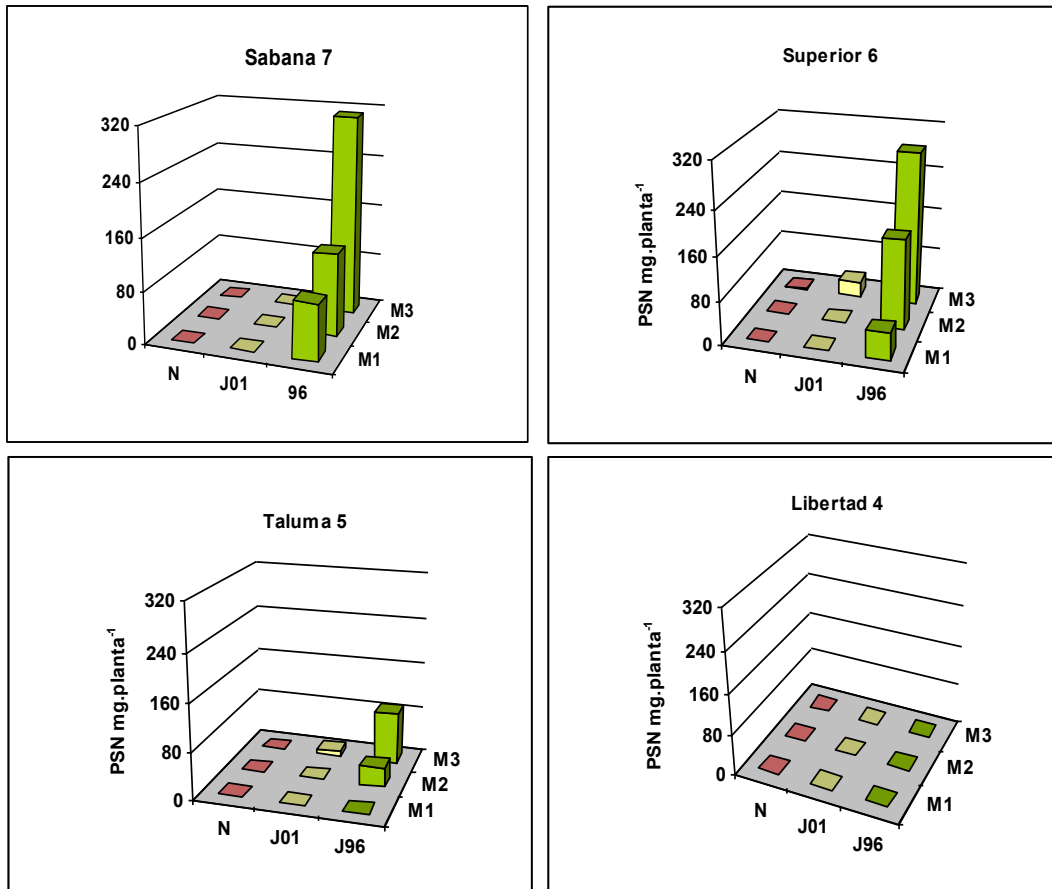 Sabana 7
320
240
160
80
0
N
J01
96
M1
M2
M3
Superior 6
PSN mg.planta-1
320
240
160
80
0
N
J01
J96
M1
M2
M3
Taluma 5
PSN mg.planta-1
320
240
160
80
0
N
J01
J96
M1
M2
M3
Libertad 4
PSN mg.planta-1
320
240
160
80
0
N
J01
J96
M1
M2
M3